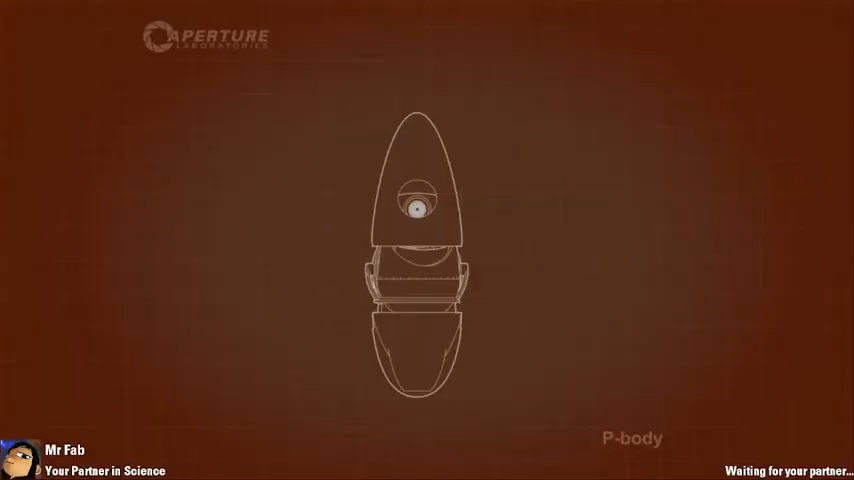 APERTURE
LABORATORIES
P-body
Mr Fab
Your Partner in Science
Waiting for your partner...